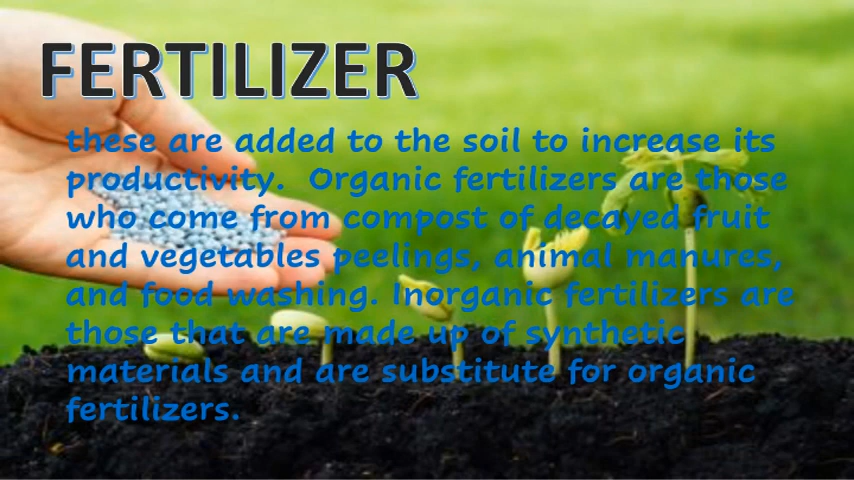 FERTILIZER
these are added to the soil to increase its
productivity.  Organic fertilizers are those
who come from compost of decayed fruit
and vegetables peelings, animal manures,
and food washing. Inorganic fertilizers are
those that are made up of synthetic
materials and are substitute for organic
fertilizers.